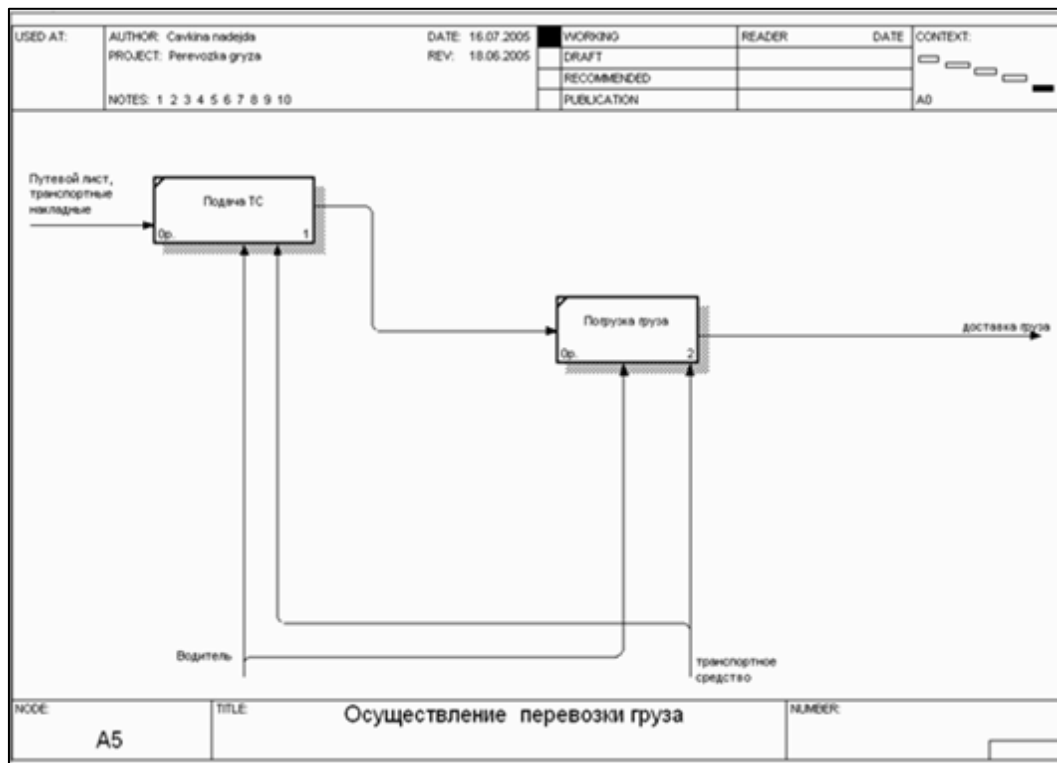 USED AT:
AUTHOR: Cavkina nadejda
DATE: 16.07.2005
PROJECT: Perevozka gryza
REV: 18.06.2005
NOTES: 1 2 3 4 5 6 7 8 9 10
WORKING
DRAFT
RECOMMENDED
PUBLICATION
READER DATE
CONTEXT:
A0
Путевой лист,
транспортные
накладные
Подача ТС
0р. 1
Погрузка груза
0р. 2
доставка груза
Водитель
транспортное
средство
NODE:
A5
TITLE:
Осуществление перевозки груза
NUMBER: